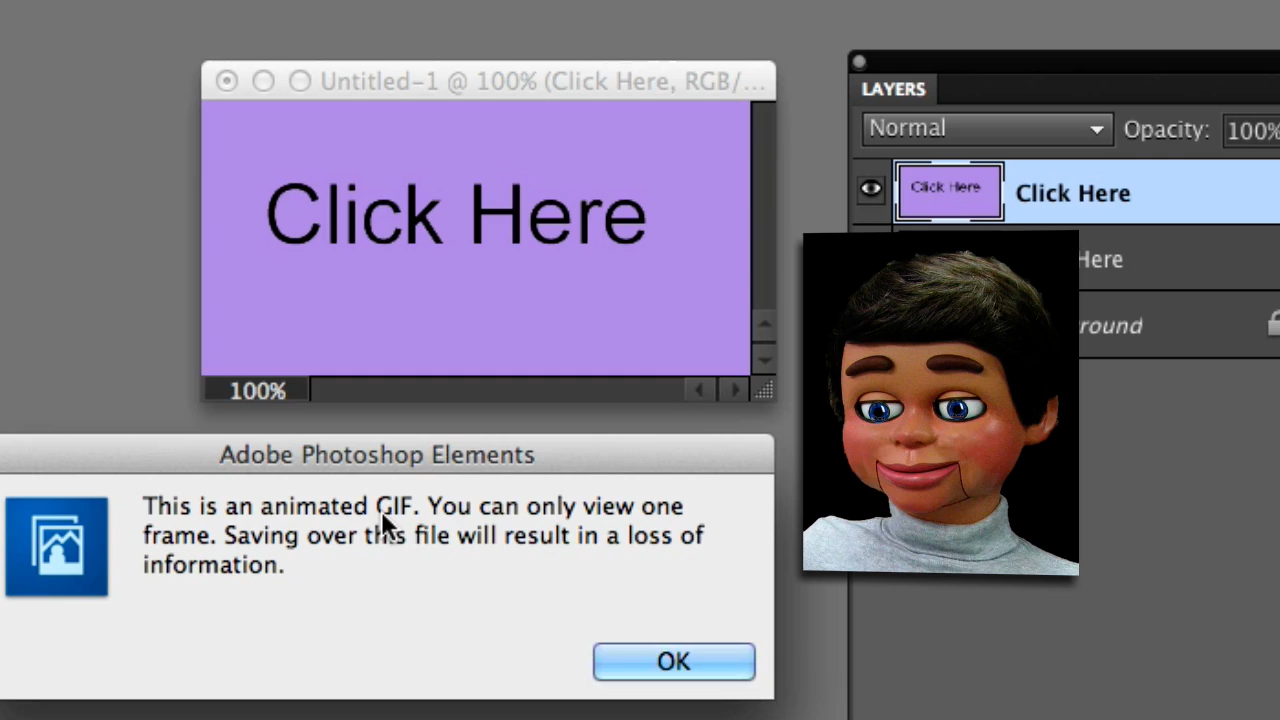 Untitled-1 @ 100% (Click Here, RGB/...
Click Here
100%
Adobe Photoshop Elements
This is an animated GIF. You can only view one
frame. Saving over this file will result in a loss of
information.
OK
LAYERS
Normal
Opacity: 100%
Click Here
Click Here
Here
round